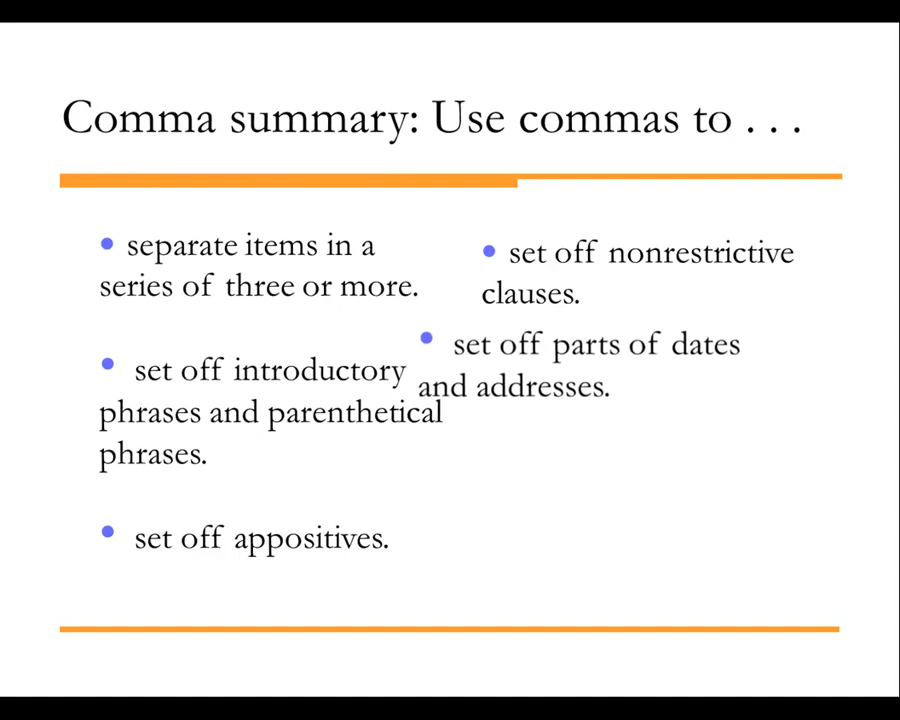 Comma summary: Use commas to . . .
• separate items in a
series of three or more.
• set off introductory
phrases and parenthetical
phrases.
• set off appositives.
• set off nonrestrictive
clauses.
• set off parts of dates
and addresses.